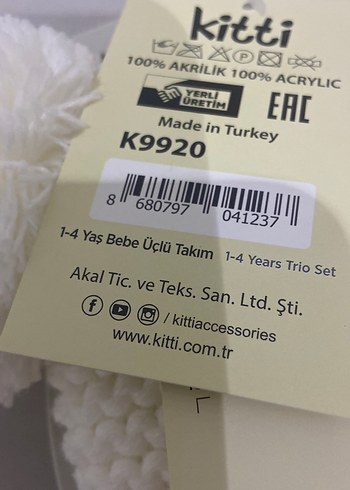 kitti
100% AKRİLİK 100% ACRYLIC
YERLİ
ÜRETİM
EAC
Made in Turkey
K9920
8 680797 041237
1-4 Yaş Bebe Üçlü Takım 1-4 Years Trio Set
Akal Tic. ve Teks. San. Ltd. Şti.
/ kittiaccessories
www.kitti.com.tr